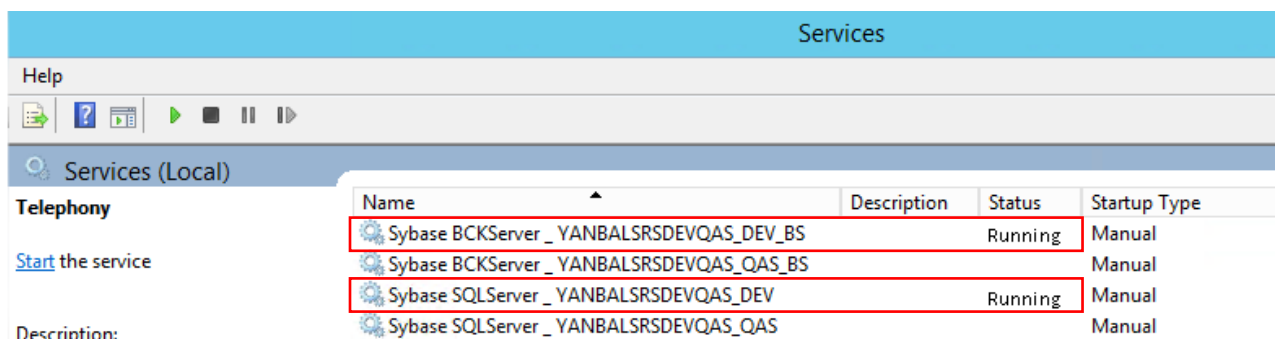 Services
Help
Services (Local)
Telephony
Start the service
Description:
Name Description Status Startup Type
Sybase BCKServer _ YANBALSRSDEVQAS_DEV_BS Running Manual
Sybase BCKServer _ YANBALSRSDEVQAS_QAS_BS Manual
Sybase SQLServer _ YANBALSRSDEVQAS_DEV Running Manual
Sybase SQLServer _ YANBALSRSDEVQAS_QAS Manual